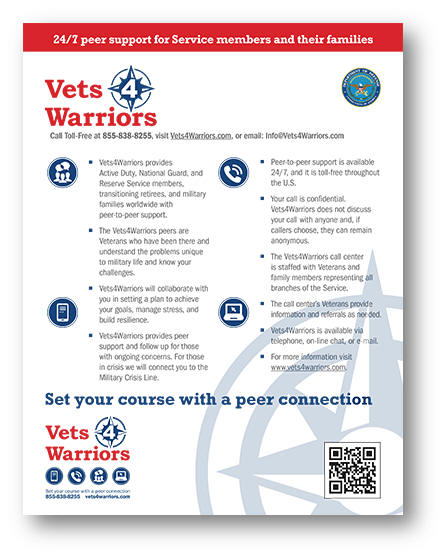 24/7 peer support for Service members and their families
Vets 4
Warriors
Call Toll-Free at 855-838-8255, visit Vets4Warriors.com, or email: Info@Vets4Warriors.com
Vets4Warriors provides
Active Duty, National Guard, and
Reserve Service members,
transitioning retirees, and military
families worldwide with
peer-to-peer support.
The Vets4Warriors peers are
Veterans who have been there and
understand the problems unique
to military life and know your
challenges.
Vets4Warriors will collaborate with
you in setting a plan to achieve
your goals, manage stress, and
build resilience.
Vets4Warriors provides peer
support and follow up for those
with ongoing concerns. For those
in crisis we will connect you to the
Military Crisis Line.
Peer-to-peer support is available
24/7, and it is toll-free throughout
the U.S.
Your call is confidential.
Vets4Warriors does not discuss
your call with anyone and, if
callers choose, they can remain
anonymous.
The Vets4Warriors call center
is staffed with Veterans and
family members representing all
branches of the Service.
The call center's Veterans provide
information and referrals as needed.
Vets4Warriors is available via
telephone, on-line chat, or e-mail.
For more information visit
www.vets4warriors.com.
Set your course with a peer connection
Vets 4
Warriors
Set your course with a peer connection
855-838-8255 vets4warriors.com